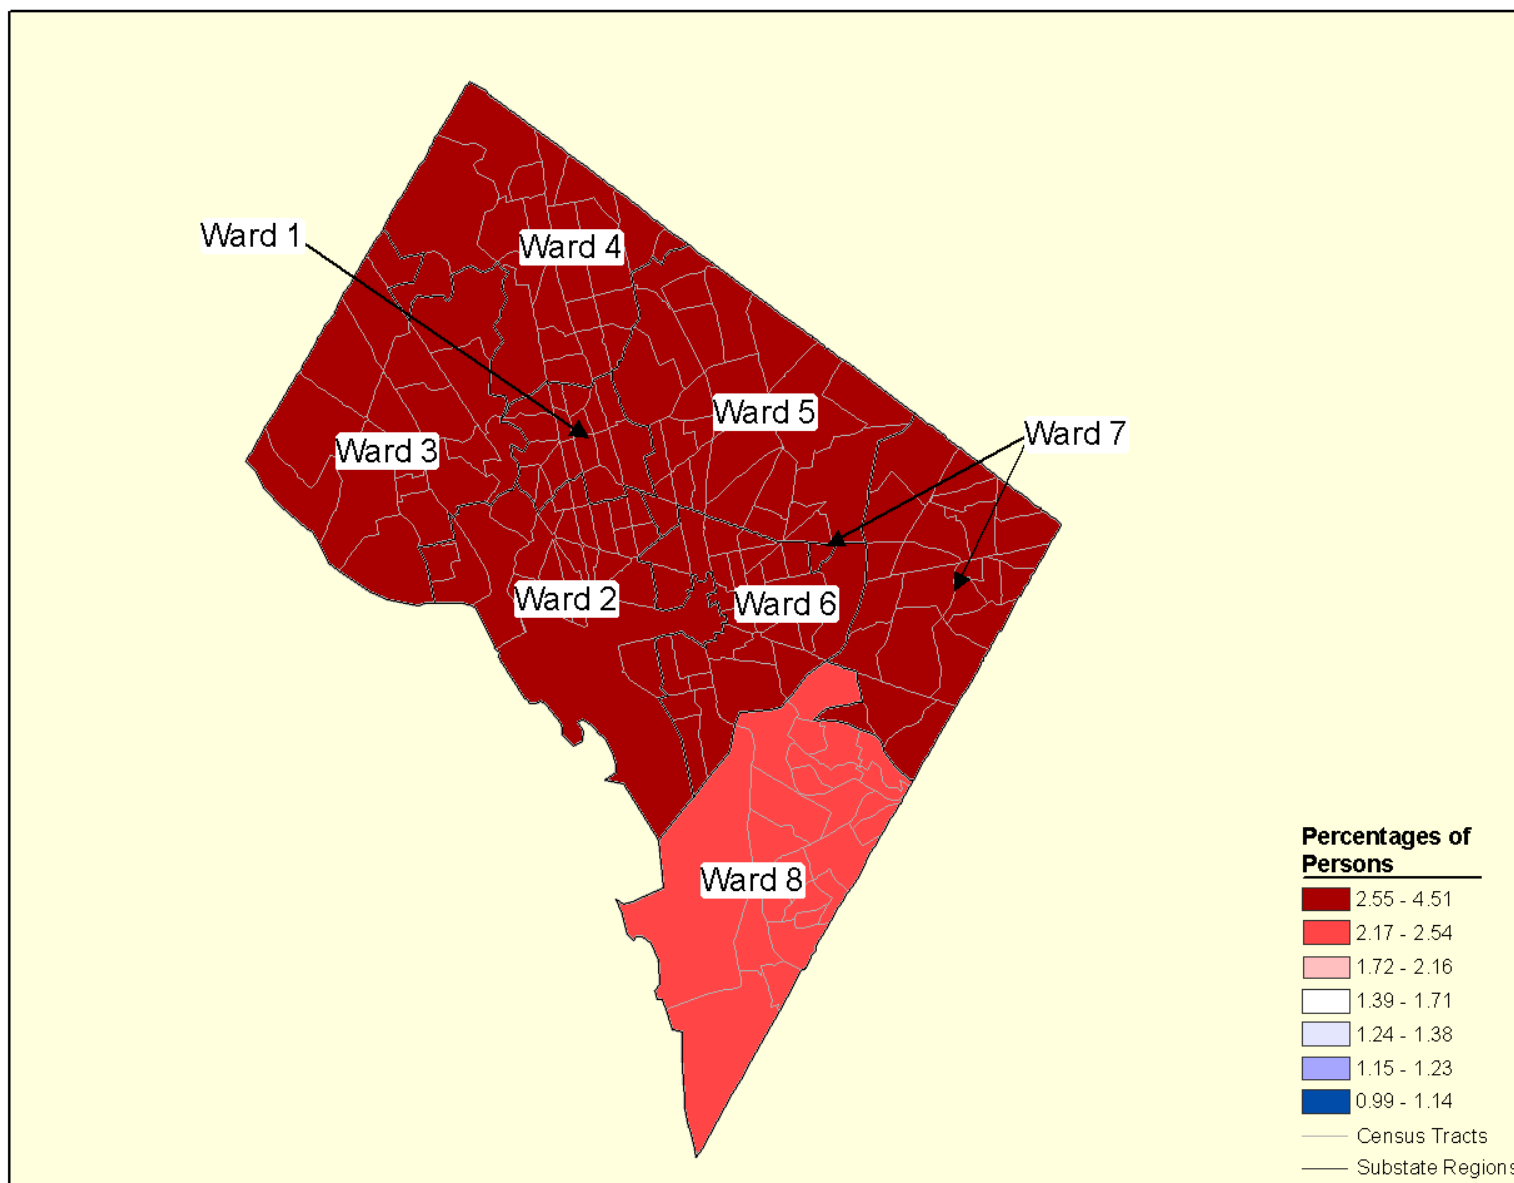 Ward 1
Ward 4
Ward 5
Ward 7
Ward 3
Ward 2
Ward 6
Ward 8
Percentages of
Persons
2.55 - 4.51
2.17 - 2.54
1.72 - 2.16
1.39 - 1.71
1.24 - 1.38
1.15 - 1.23
0.99 - 1.14
Census Tracts
Substate Regions